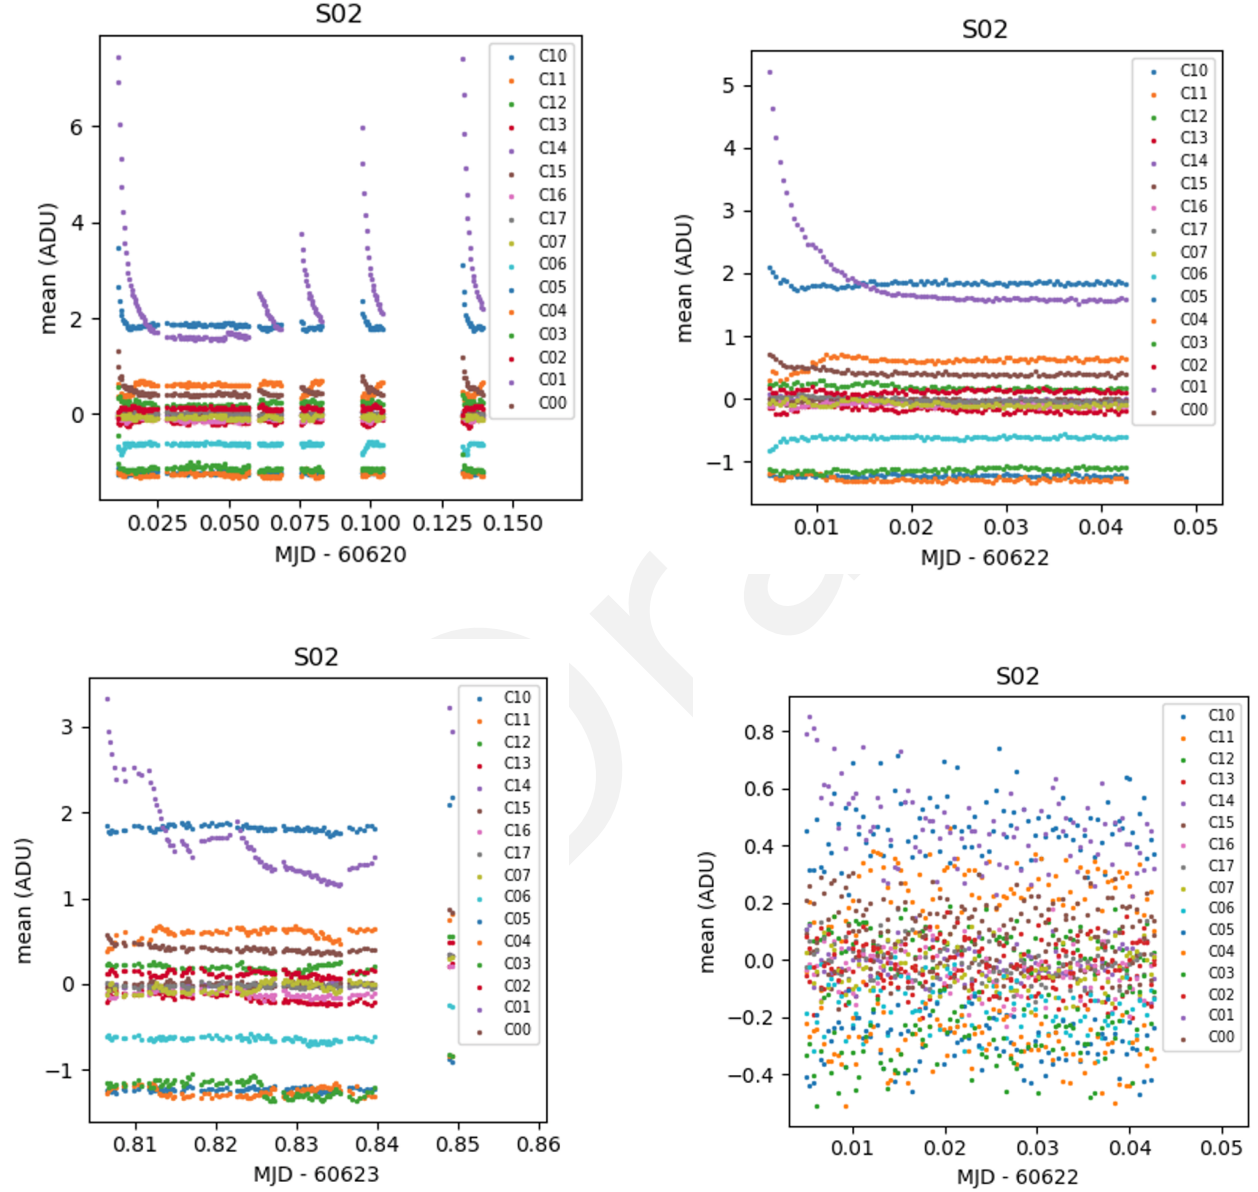 S02
mean (ADU)
6
4
2
0
0.025 0.050 0.075 0.100 0.125 0.150
MJD - 60620
C10
C11
C12
C13
C14
C15
C16
C17
C07
C06
C05
C04
C03
C02
C01
C00
S02
mean (ADU)
5
4
3
2
1
0
−1
0.01 0.02 0.03 0.04 0.05
MJD - 60622
C10
C11
C12
C13
C14
C15
C16
C17
C07
C06
C05
C04
C03
C02
C01
C00
S02
mean (ADU)
3
2
1
0
−1
0.81 0.82 0.83 0.84 0.85 0.86
MJD - 60623
C10
C11
C12
C13
C14
C15
C16
C17
C07
C06
C05
C04
C03
C02
C01
C00
S02
mean (ADU)
0.8
0.6
0.4
0.2
0.0
−0.2
−0.4
0.01 0.02 0.03 0.04 0.05
MJD - 60622
C10
C11
C12
C13
C14
C15
C16
C17
C07
C06
C05
C04
C03
C02
C01
C00